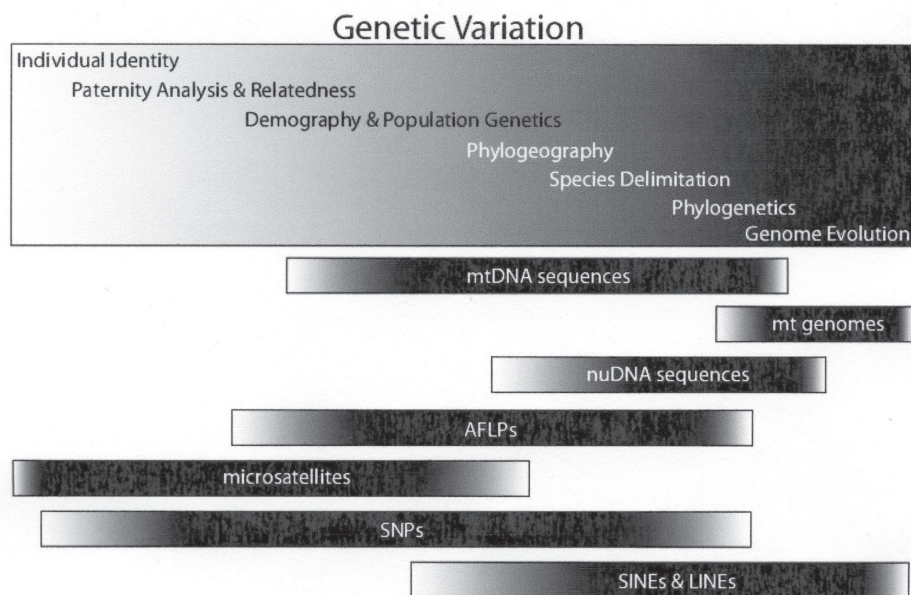 Genetic Variation
Individual Identity
Paternity Analysis & Relatedness
Demography & Population Genetics
Phylogeography
Species Delimitation
Phylogenetics
Genome Evolution
mtDNA sequences
mt genomes
nuDNA sequences
AFLPs
microsatellites
SNPs
SINEs & LINEs